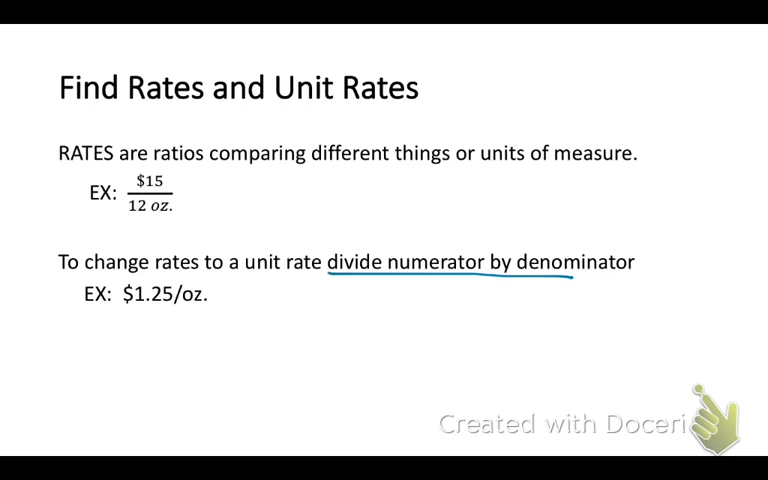 Find Rates and Unit Rates
RATES are ratios comparing different things or units of measure.
EX: $15
12 oz.
To change rates to a unit rate divide numerator by denominator
EX: $1.25/oz.
Created with Doceri